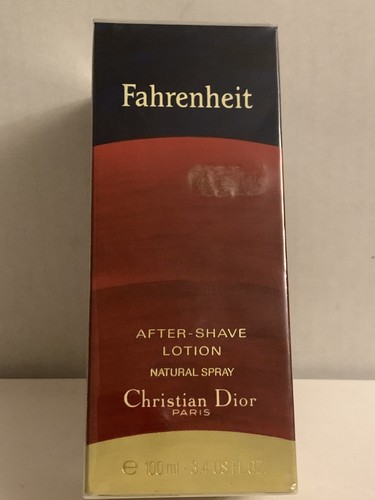 Fahrenheit
AFTER-SHAVE
LOTION
NATURAL SPRAY
Christian Dior
PARIS
℮ 100 ml - 3.4 US FL.OZ.